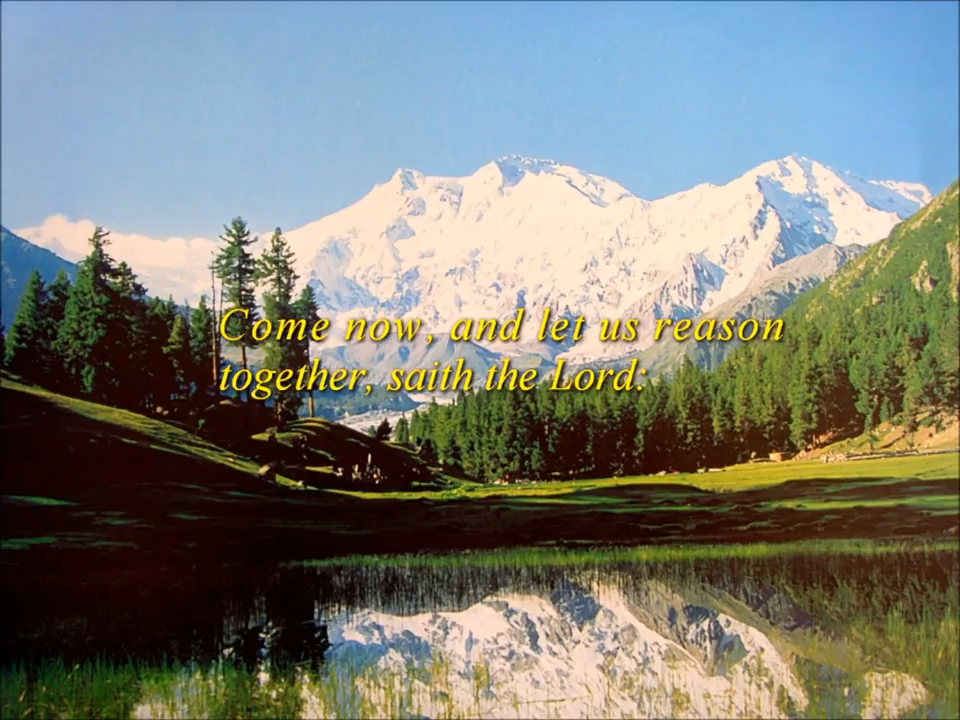 Come now, and let us reason
together, saith the Lord: